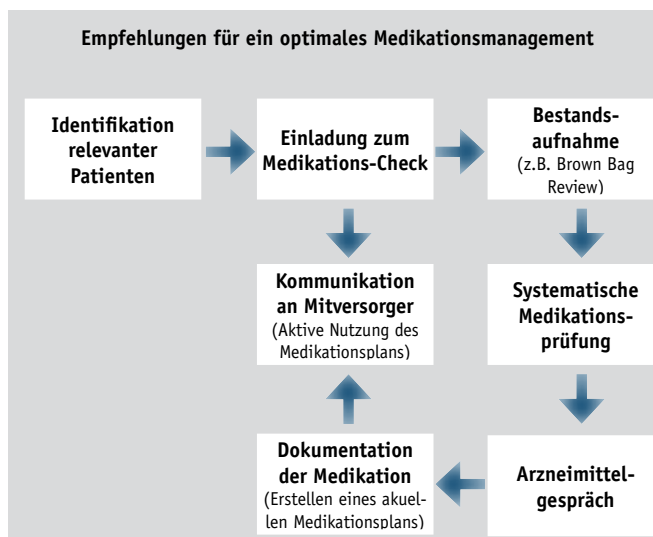 Empfehlungen für ein optimales Medikationsmanagement
Identifikation
relevanter
Patienten
Einladung zum
Medikations-Check
Bestands-
aufnahme
(z.B. Brown Bag
Review)
Kommunikation
an Mitversorger
(Aktive Nutzung des
Medikationsplans)
Systematische
Medikations-
prüfung
Dokumentation
der Medikation
(Erstellen eines akuel-
len Medikationsplans)
Arzneimittel-
gespräch